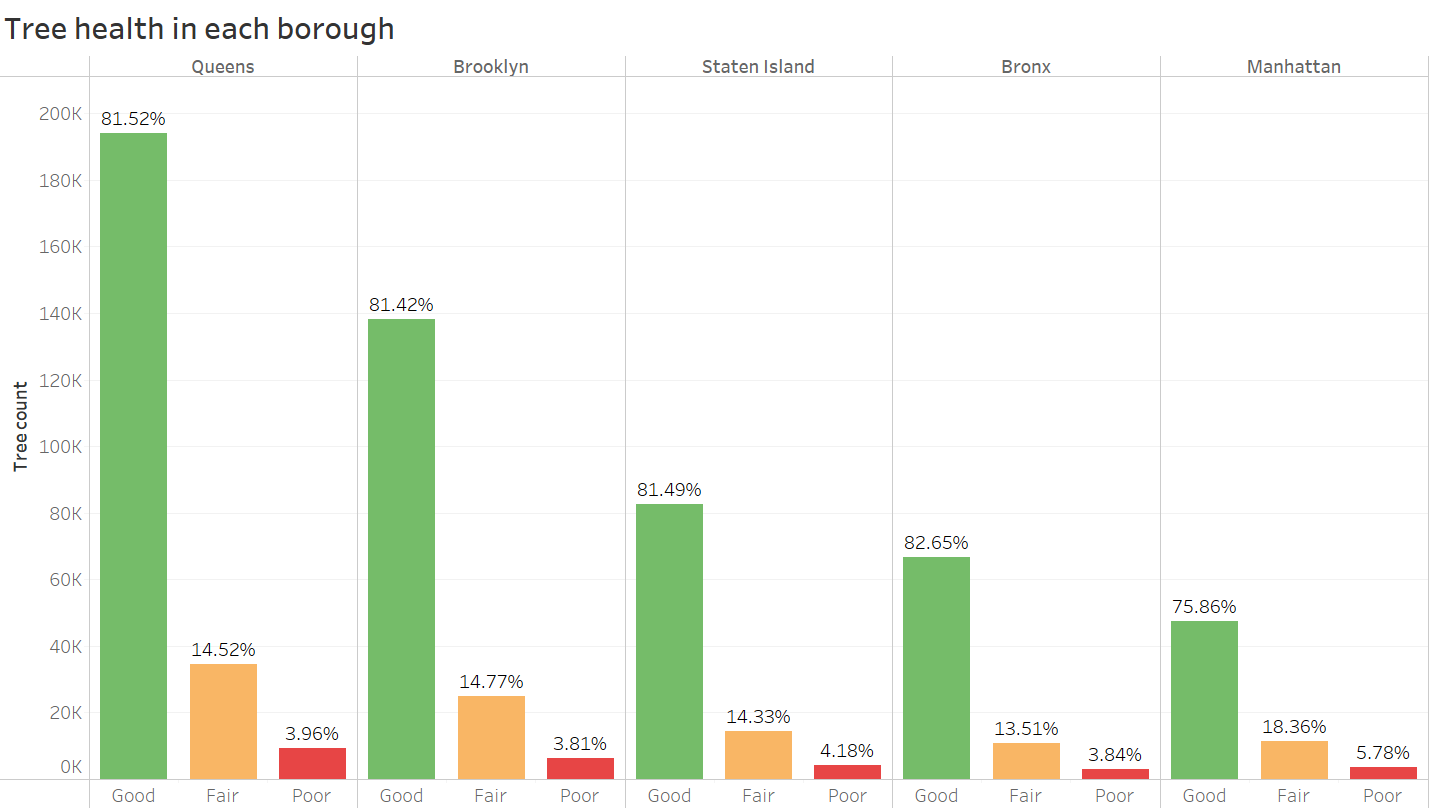 Tree health in each borough
Queens Brooklyn Staten Island Bronx Manhattan
Tree count
200K
180K
160K
140K
120K
100K
80K
60K
40K
20K
0K
81.52% 14.52% 3.96%
81.42% 14.77% 3.81%
81.49% 14.33% 4.18%
82.65% 13.51% 3.84%
75.86% 18.36% 5.78%
Good Fair Poor Good Fair Poor Good Fair Poor Good Fair Poor Good Fair Poor